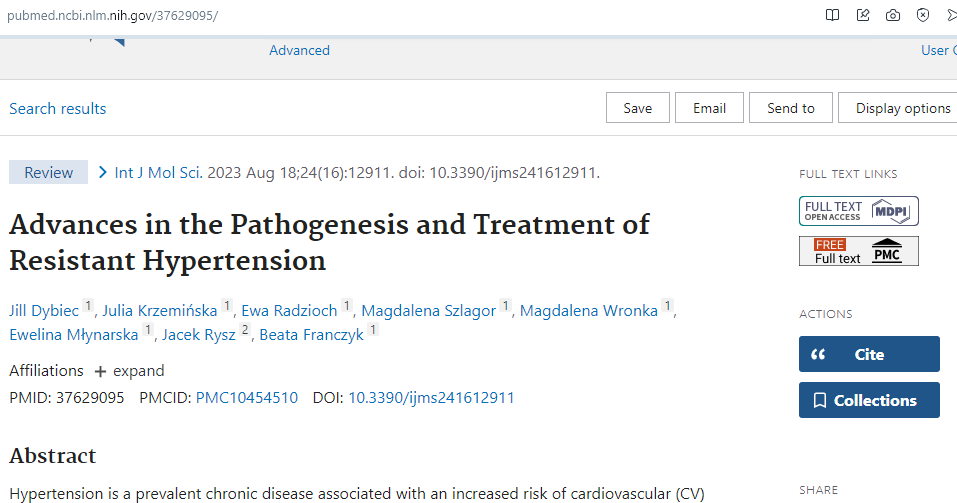 pubmed.ncbi.nlm.nih.gov/37629095/
Advanced
User
Search results
Save
Email
Send to
Display options
Review
Int J Mol Sci. 2023 Aug 18;24(16):12911. doi: 10.3390/ijms241612911.
Advances in the Pathogenesis and Treatment of
Resistant Hypertension
Jill Dybiec 1, Julia Krzemińska 1, Ewa Radzioch 1, Magdalena Szlagor 1, Magdalena Wronka 1,
Ewelina Młynarska 1, Jacek Rysz 2, Beata Franczyk 1
Affiliations + expand
PMID: 37629095 PMCID: PMC10454510 DOI: 10.3390/ijms241612911
Abstract
Hypertension is a prevalent chronic disease associated with an increased risk of cardiovascular (CV)
FULL TEXT LINKS
FULL TEXT
OPEN ACCESS
MDPI
FREE
Full text
PMC
ACTIONS
Cite
Collections
SHARE